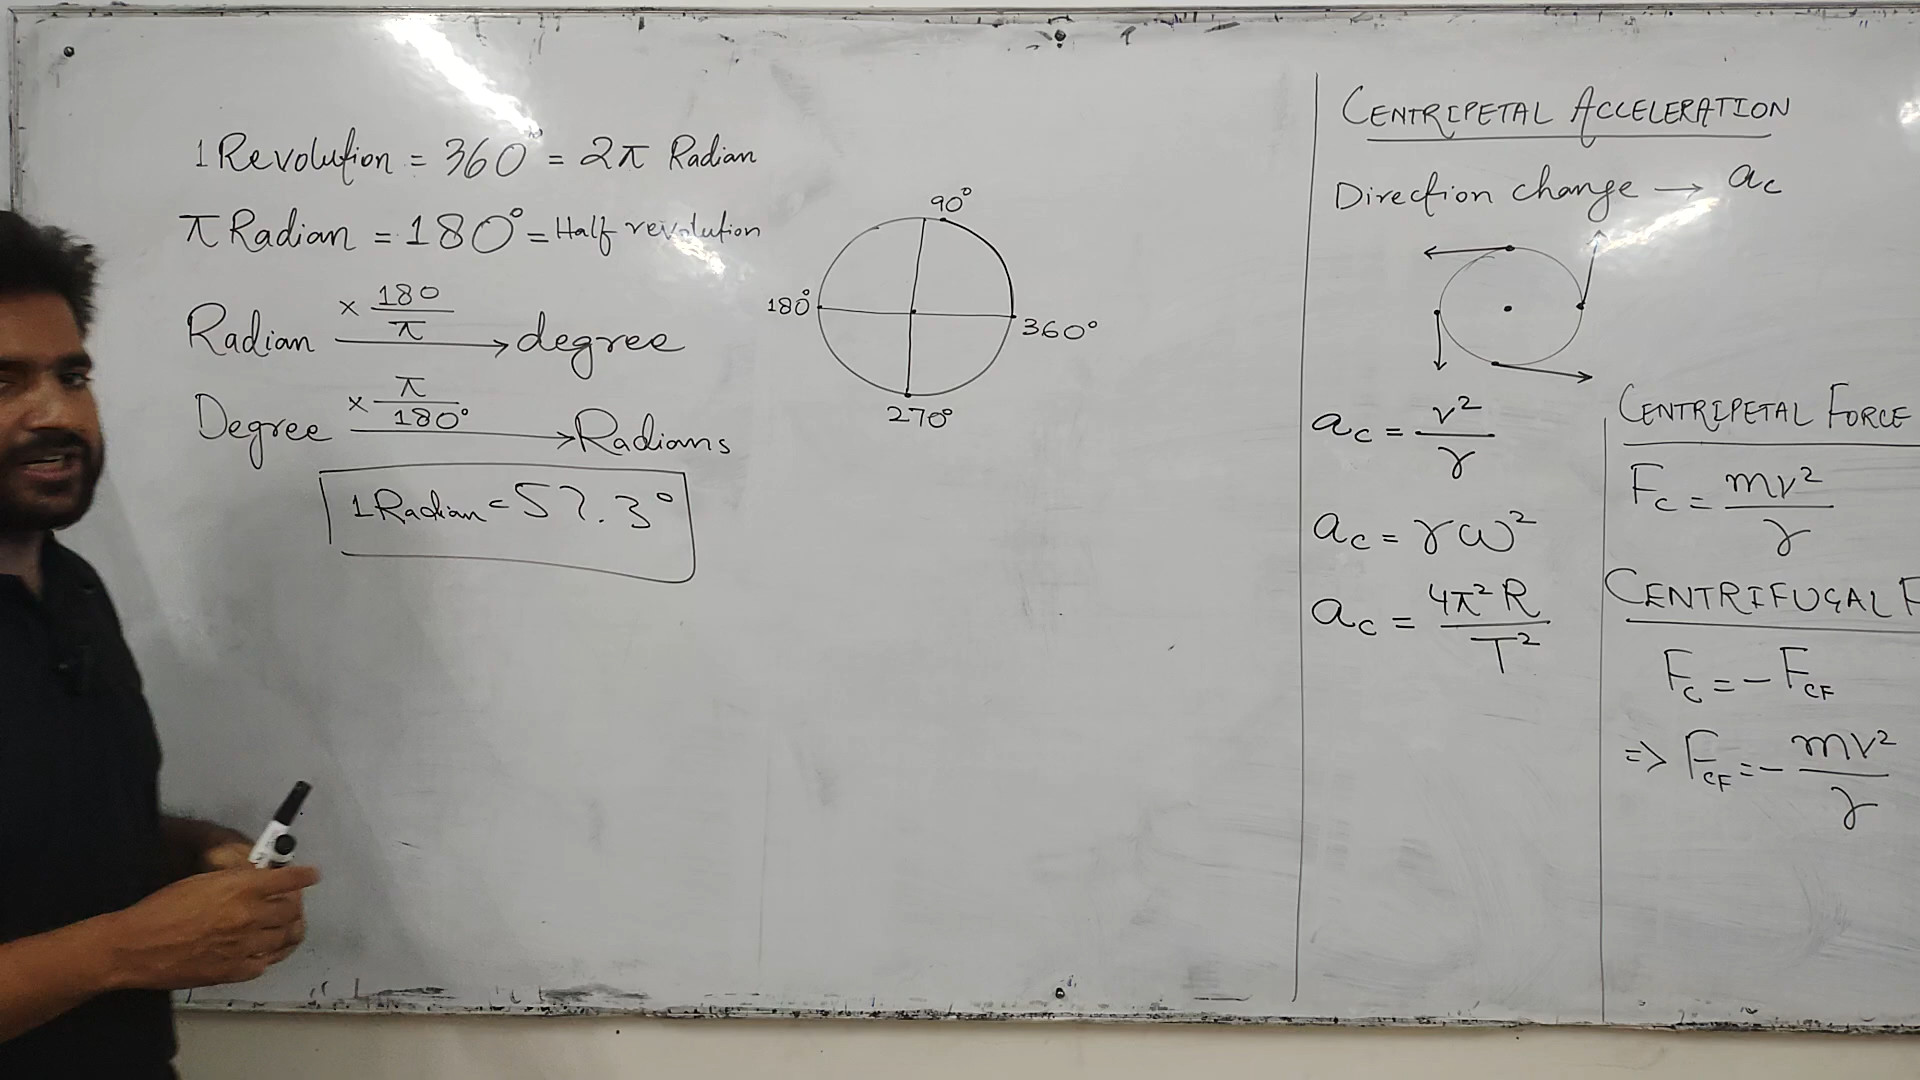 1 Revolution = 360° = 2π Radian
π Radian = 180° = Half revolution
Radian × 180/π → degree
Degree × π/180° → Radians
1 Radian = 57.3°
90°
180°
360°
270°
CENTRIPETAL ACCELERATION
Direction change → ac
ac = v²/r
ac = rω²
ac = 4π²R/T²
CENTRIPETAL FORCE
Fc = mv²/r
CENTRIFUGAL F
Fc = - FCF
=> FCF = - mv²/r